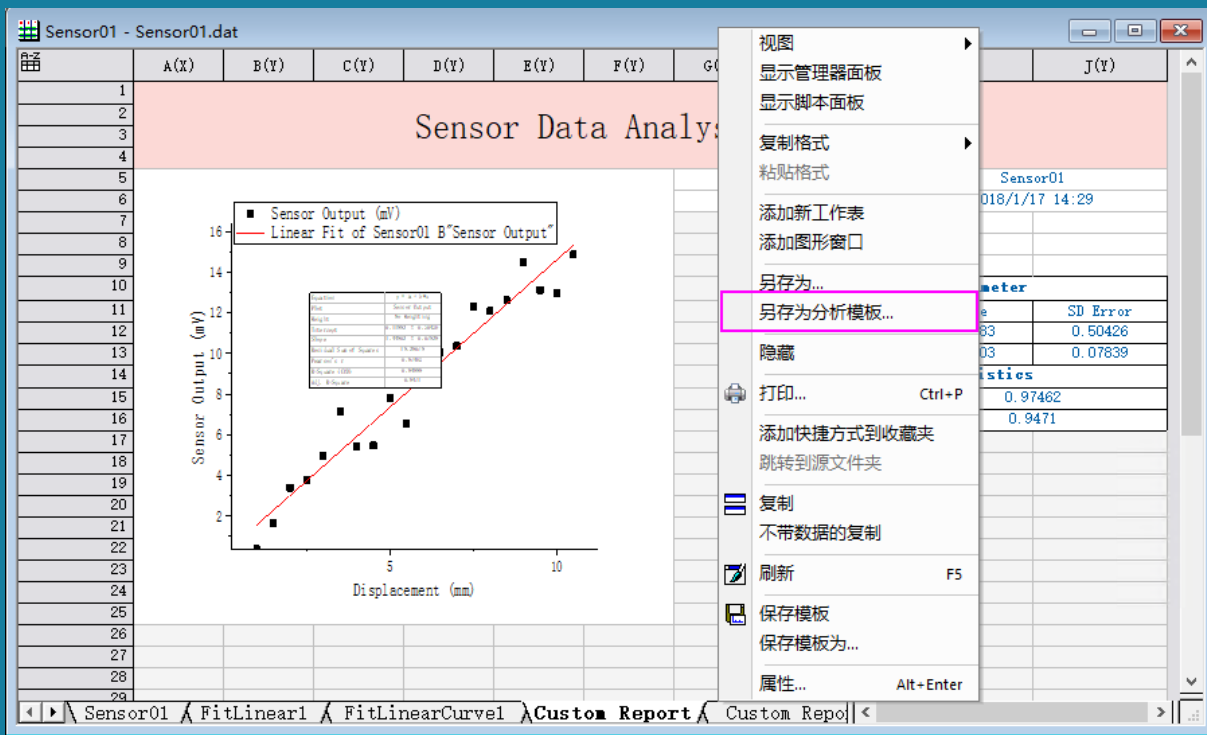 Sensor01 - Sensor01.dat
A(X) B(Y) C(Y) D(Y) E(Y) F(Y) J(Y)
1
2
3
4
5
6
7
8
9
10
11
12
13
14
15
16
17
18
19
20
21
22
23
24
25
26
27
28
29
Sensor Data
Sensor01
14:29
Sensor Output (mV)
Linear Fit of Sensor01 B"Sensor Output"
16
14
12
10
8
6
4
2
Sensor Output (mV)
5 10
Displacement (mm)
SD Error
0.50426
0.07839
0.97462
0.9471
视图
显示管理器面板
显示脚本面板
复制格式
粘贴格式
添加新工作表
添加图形窗口
另存为...
另存为分析模板...
隐藏
打印... Ctrl+P
添加快捷方式到收藏夹
跳转到源文件夹
复制
不带数据的复制
刷新 F5
保存模板
保存模板为...
属性... Alt+Enter
Sensor01 FitLinear1 FitLinearCurve1 Custom Report Custom Repo